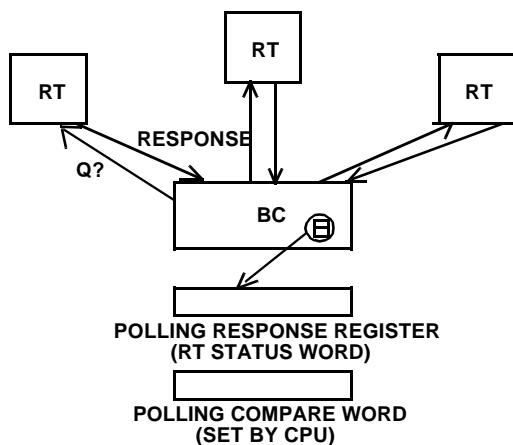 RT
RT
RT
RESPONSE
Q?
BC
POLLING RESPONSE REGISTER
(RT STATUS WORD)
POLLING COMPARE WORD
(SET BY CPU)